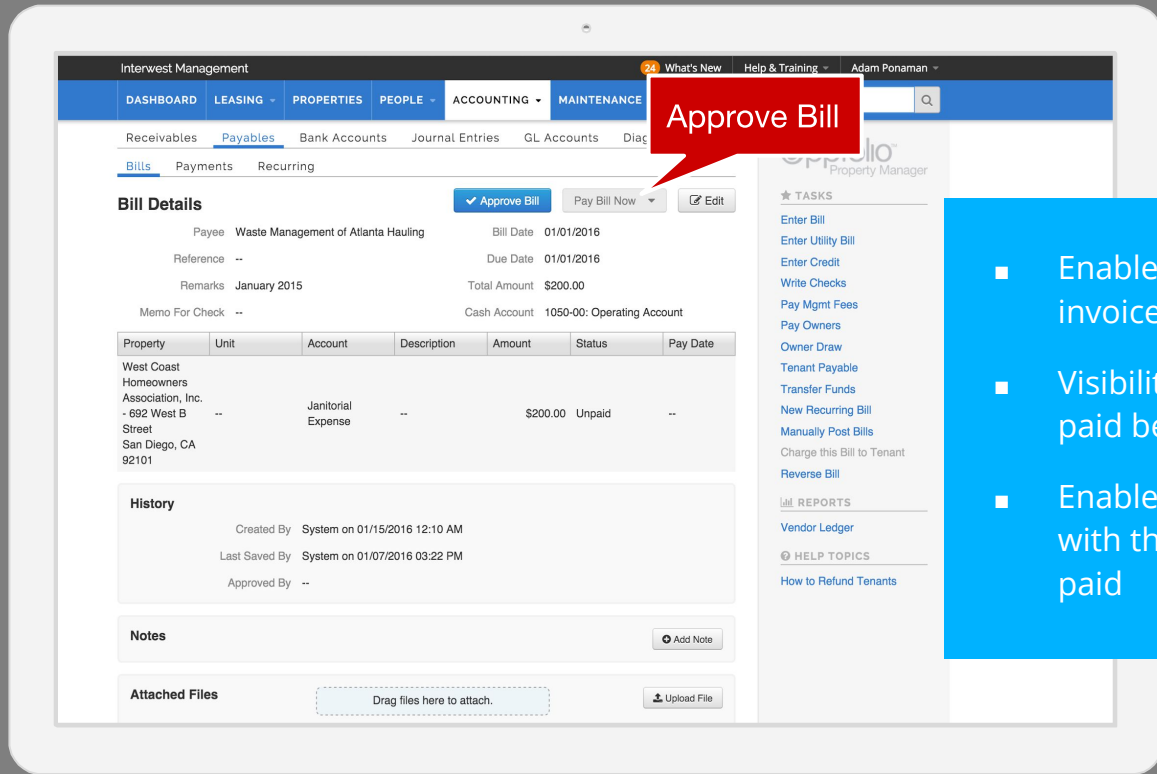 Interwest Management
24 What's New Help & Training Adam Ponaman
DASHBOARD LEASING PROPERTIES PEOPLE ACCOUNTING MAINTENANCE
Approve Bill
Receivables Payables Bank Accounts Journal Entries GL Accounts Diag
Bills Payments Recurring
Property Manager
Bill Details
Approve Bill Pay Bill Now Edit
Payee Waste Management of Atlanta Hauling Bill Date 01/01/2016
Reference -- Due Date 01/01/2016
Remarks January 2015 Total Amount $200.00
Memo For Check -- Cash Account 1050-00: Operating Account
Property Unit Account Description Amount Status Pay Date
West Coast
Homeowners
Association, Inc.
- 692 West B
Street
San Diego, CA
92101
--
Janitorial
Expense
-- $200.00 Unpaid --
History
Created By System on 01/15/2016 12:10 AM
Last Saved By System on 01/07/2016 03:22 PM
Approved By --
Notes
Add Note
Attached Files Drag files here to attach. Upload File
TASKS
Enter Bill
Enter Utility Bill
Enter Credit
Write Checks
Pay Mgmt Fees
Pay Owners
Owner Draw
Tenant Payable
Transfer Funds
New Recurring Bill
Manually Post Bills
Charge this Bill to Tenant
Reverse Bill
REPORTS
Vendor Ledger
HELP TOPICS
How to Refund Tenants
▪ Enable
invoice
▪ Visibilit
paid be
▪ Enable
with th
paid